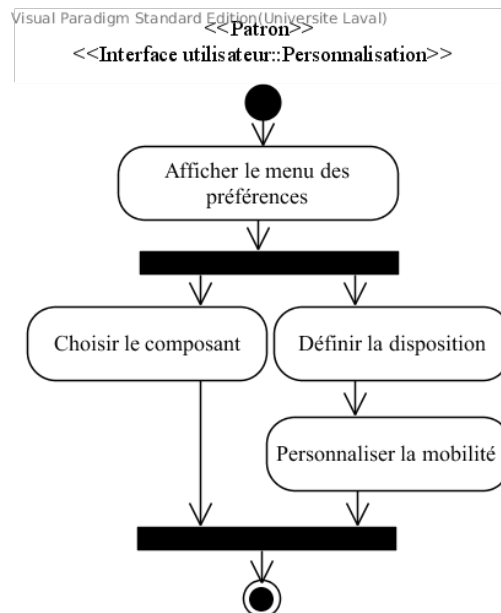 Visual Paradigm Standard Edition(Universite Laval)
<<Patron>>
<<Interface utilisateur::Personnalisation>>
Afficher le menu des
préférences
Choisir le composant
Définir la disposition
Personnaliser la mobilité